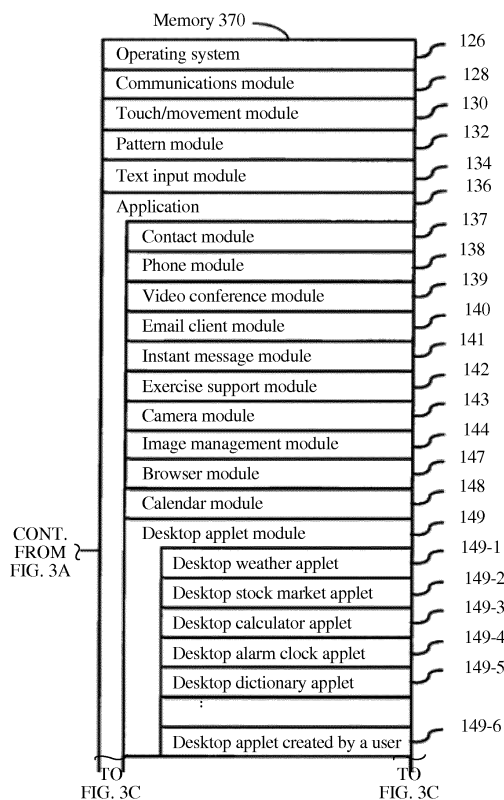 Memory 370
Operating system 126
Communications module 128
Touch/movement module 130
Pattern module 132
Text input module 134
Application 136
Contact module 137
Phone module 138
Video conference module 139
Email client module 140
Instant message module 141
Exercise support module 142
Camera module 143
Image management module 144
Browser module 147
Calendar module 148
Desktop applet module 149
CONT.
FROM
FIG. 3A
Desktop weather applet 149-1
Desktop stock market applet 149-2
Desktop calculator applet 149-3
Desktop alarm clock applet 149-4
Desktop dictionary applet 149-5
⋮
Desktop applet created by a user 149-6
TO TO
FIG. 3C FIG. 3C